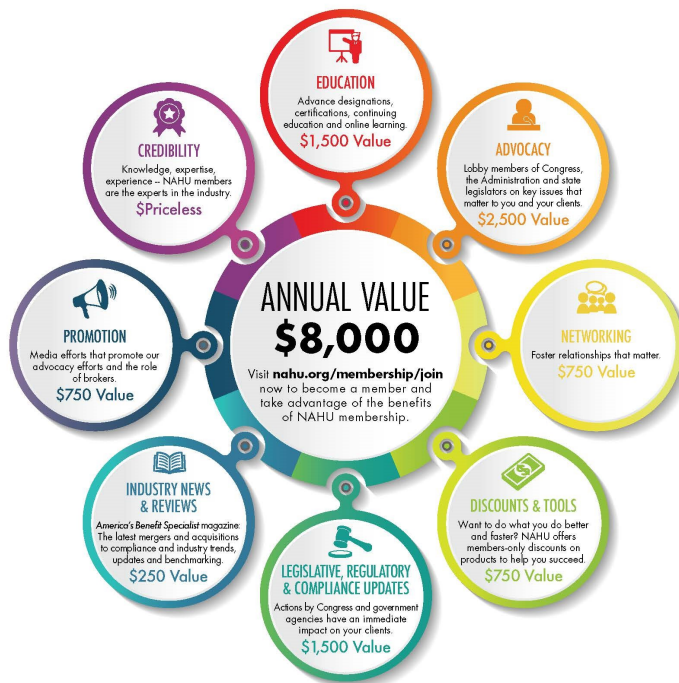 EDUCATION
Advance designations,
certifications, continuing
education and online learning.
$1,500 Value
ADVOCACY
Lobby members of Congress,
the Administration and state
legislators on key issues that
matter to you and your clients.
$2,500 Value
NETWORKING
Foster relationships that matter.
$750 Value
DISCOUNTS & TOOLS
Want to do what you do better
and faster? NAHU offers
members-only discounts on
products to help you succeed.
$750 Value
LEGISLATIVE, REGULATORY
& COMPLIANCE UPDATES
Actions by Congress and government
agencies have an immediate
impact on your clients.
$1,500 Value
INDUSTRY NEWS
& REVIEWS
America's Benefit Specialist magazine:
The latest mergers and acquisitions
to compliance and industry trends,
updates and benchmarking.
$250 Value
PROMOTION
Media efforts that promote our
advocacy efforts and the role
of brokers.
$750 Value
CREDIBILITY
Knowledge, expertise,
experience – NAHU members
are the experts in the industry.
$Priceless
ANNUAL VALUE
$8,000
Visit nahu.org/membership/join
now to become a member and
take advantage of the benefits
of NAHU membership.